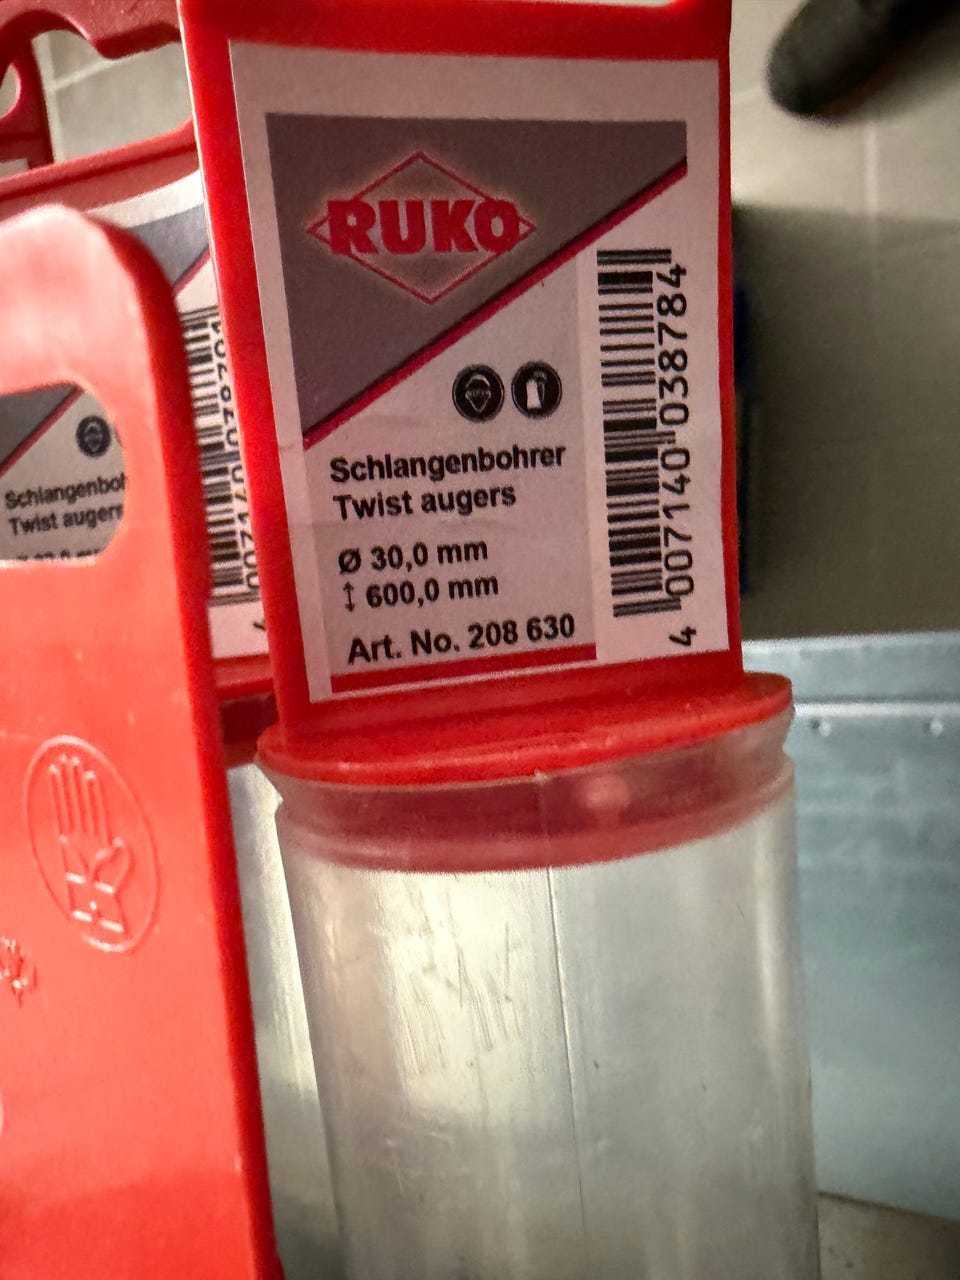 RUKO
Schlangenbohrer
Twist augers
Ø 30,0 mm
↕ 600,0 mm
Art. No. 208 630
4 007140 038784
Schlangenbo
Twist augers